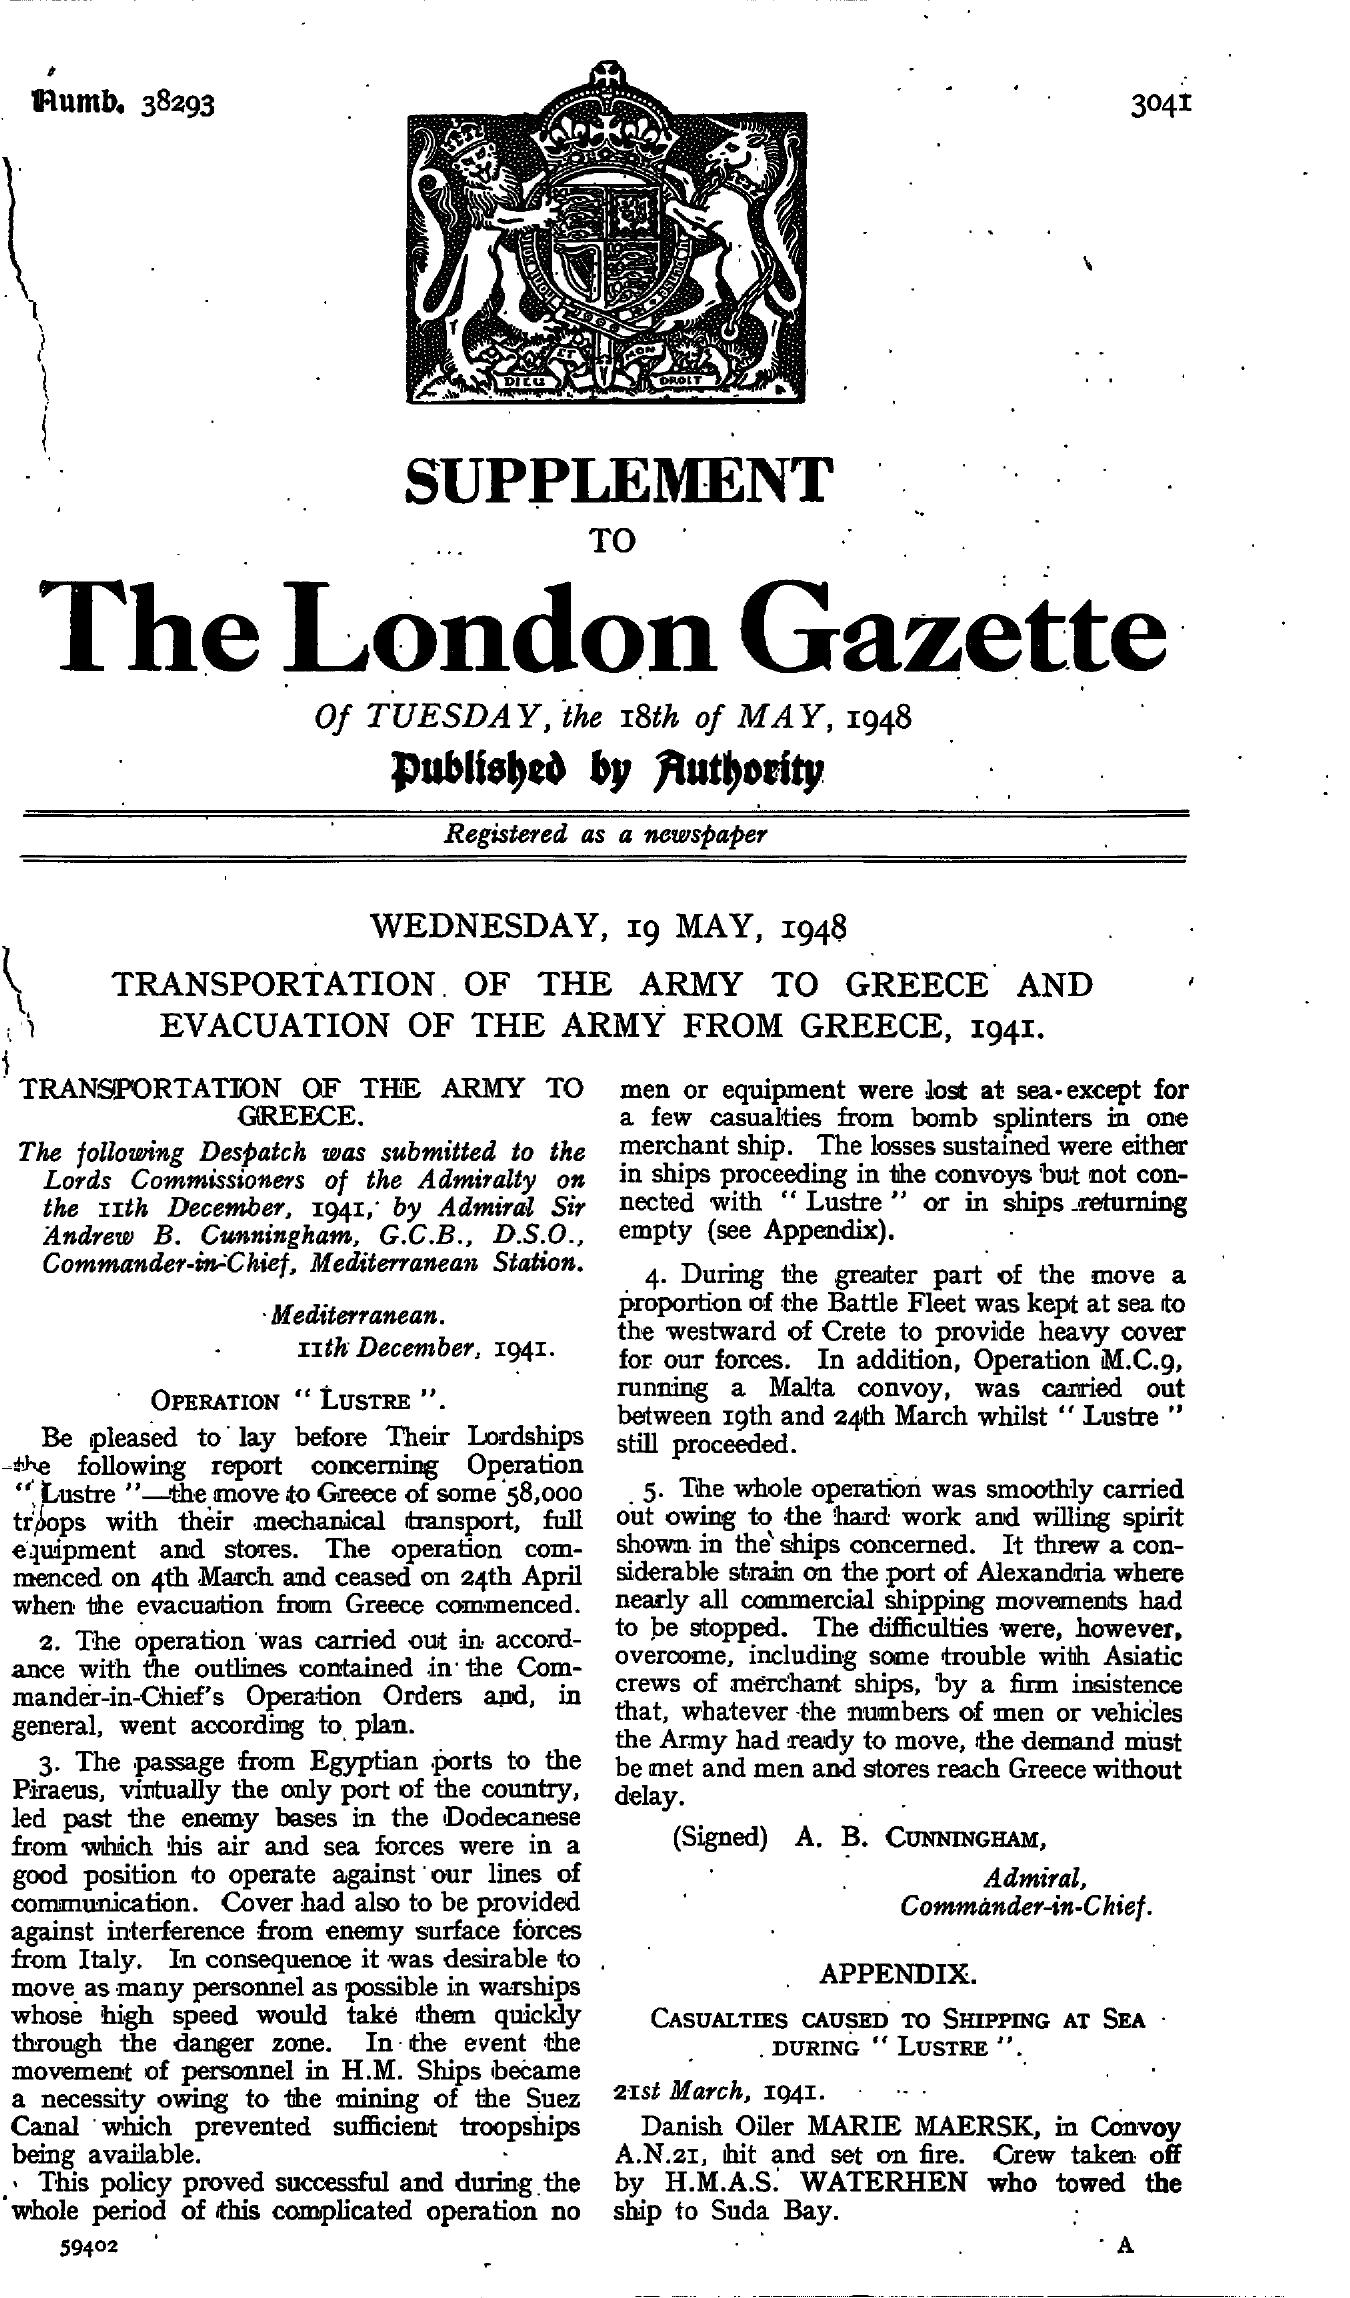 Numb. 38293
3041
DIEU ET MON DROIT
SUPPLEMENT
TO
The London Gazette
Of TUESDAY, the 18th of MAY, 1948
Published by Authority
Registered as a newspaper
WEDNESDAY, 19 MAY, 1948
TRANSPORTATION OF THE ARMY TO GREECE AND
EVACUATION OF THE ARMY FROM GREECE, 1941.
TRANSPORTATION OF THE ARMY TO
GREECE.
The following Despatch was submitted to the
Lords Commissioners of the Admiralty on
the 11th December, 1941, by Admiral Sir
Andrew B. Cunningham, G.C.B., D.S.O.,
Commander-in-Chief, Mediterranean Station.
Mediterranean.
11th December, 1941.
OPERATION “ LUSTRE ”.
Be pleased to lay before Their Lordships
the following report concerning Operation
“ Lustre ”—the move to Greece of some 58,000
troops with their mechanical transport, full
equipment and stores. The operation com-
menced on 4th March and ceased on 24th April
when the evacuation from Greece commenced.
2. The operation was carried out in accord-
ance with the outlines contained in the Com-
mander-in-Chief's Operation Orders and, in
general, went according to plan.
3. The passage from Egyptian ports to the
Piraeus, virtually the only port of the country,
led past the enemy bases in the Dodecanese
from which his air and sea forces were in a
good position to operate against our lines of
communication. Cover had also to be provided
against interference from enemy surface forces
from Italy. In consequence it was desirable to
move as many personnel as possible in warships
whose high speed would take them quickly
through the danger zone. In the event the
movement of personnel in H.M. Ships became
a necessity owing to the mining of the Suez
Canal which prevented sufficient troopships
being available.
This policy proved successful and during the
whole period of this complicated operation no
men or equipment were lost at sea except for
a few casualties from bomb splinters in one
merchant ship. The losses sustained were either
in ships proceeding in the convoys but not con-
nected with “ Lustre ” or in ships returning
empty (see Appendix).
4. During the greater part of the move a
proportion of the Battle Fleet was kept at sea to
the westward of Crete to provide heavy cover
for our forces. In addition, Operation M.C.9,
running a Malta convoy, was carried out
between 19th and 24th March whilst “ Lustre ”
still proceeded.
5. The whole operation was smoothly carried
out owing to the hard work and willing spirit
shown in the ships concerned. It threw a con-
siderable strain on the port of Alexandria where
nearly all commercial shipping movements had
to be stopped. The difficulties were, however,
overcome, including some trouble with Asiatic
crews of merchant ships, by a firm insistence
that, whatever the numbers of men or vehicles
the Army had ready to move, the demand must
be met and men and stores reach Greece without
delay.
(Signed) A. B. CUNNINGHAM,
Admiral,
Commander-in-Chief.
APPENDIX.
CASUALTIES CAUSED TO SHIPPING AT SEA
DURING “ LUSTRE ”.
21st March, 1941.
Danish Oiler MARIE MAERSK, in Convoy
A.N.21, hit and set on fire. Crew taken off
by H.M.A.S. WATERHEN who towed the
ship to Suda Bay.
59402
A